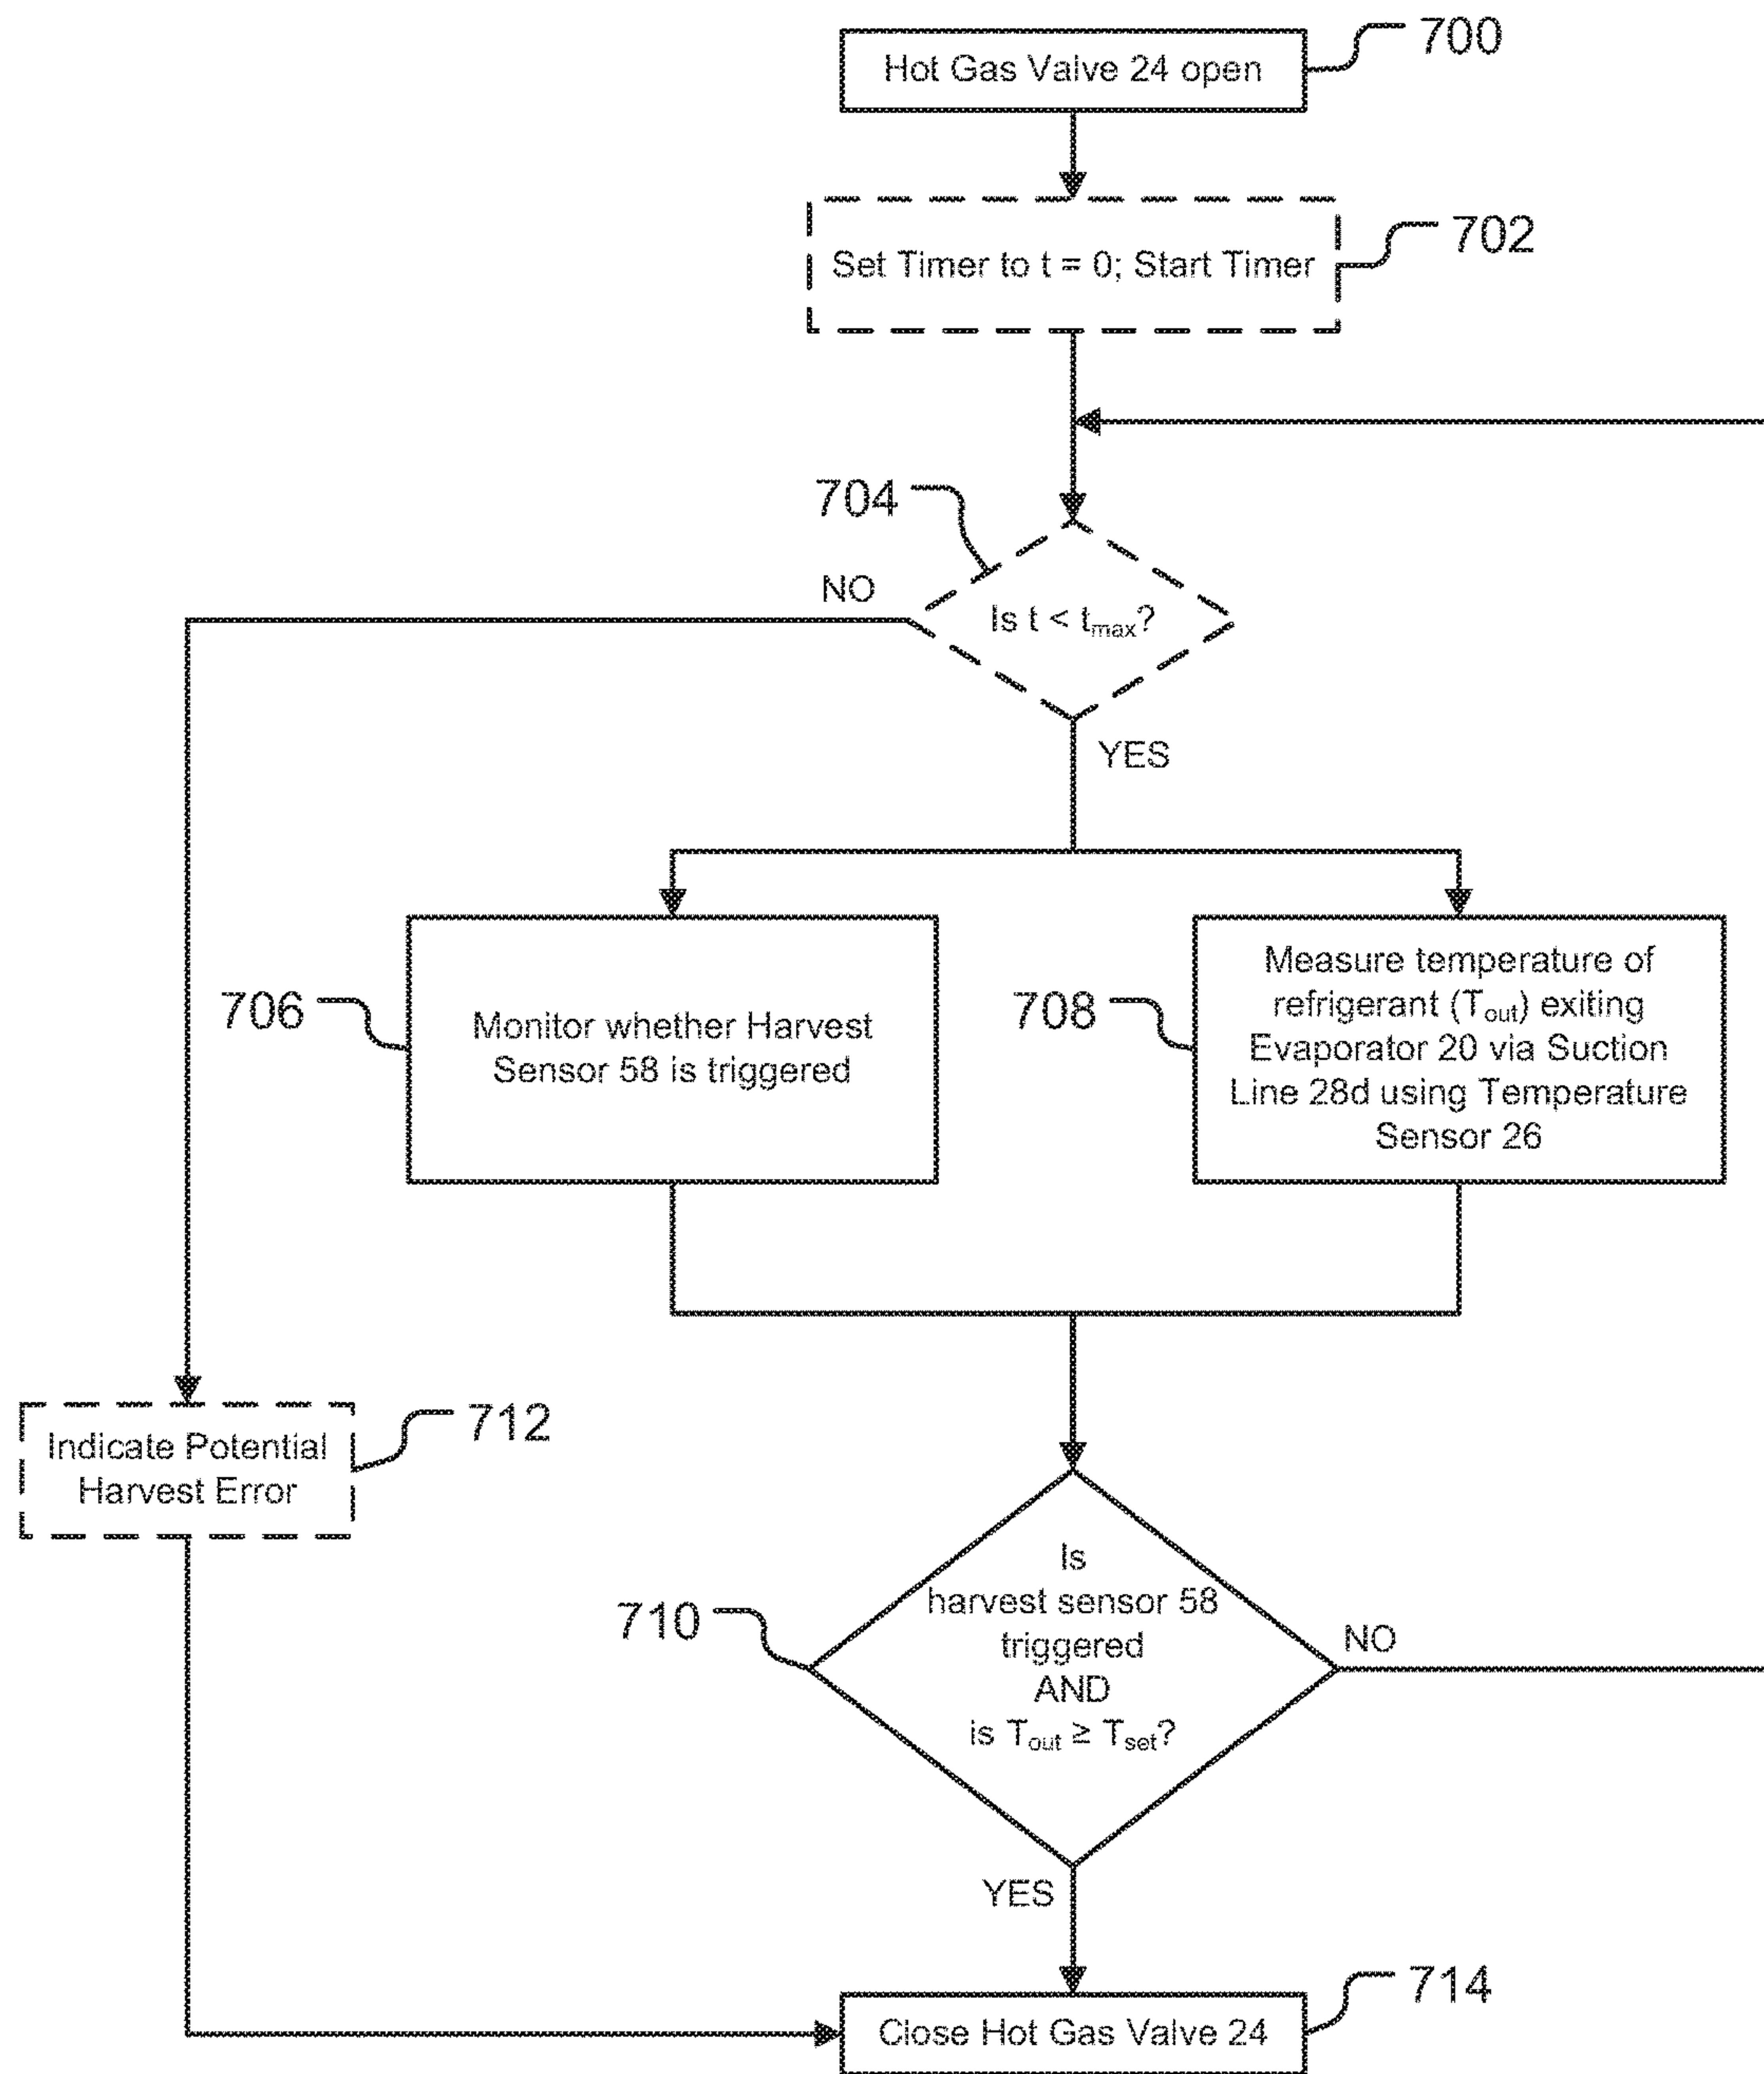 700
Hot Gas Valve 24 open
702
Set Timer to t = 0; Start Timer
704
NO
Is t < tmax?
YES
706
Monitor whether Harvest
Sensor 58 is triggered
708
Measure temperature of
refrigerant (Tout) exiting
Evaporator 20 via Suction
Line 28d using Temperature
Sensor 26
712
Indicate Potential
Harvest Error
710
Is
harvest sensor 58
triggered
AND
is Tout ≥ Tset?
NO
YES
714
Close Hot Gas Valve 24